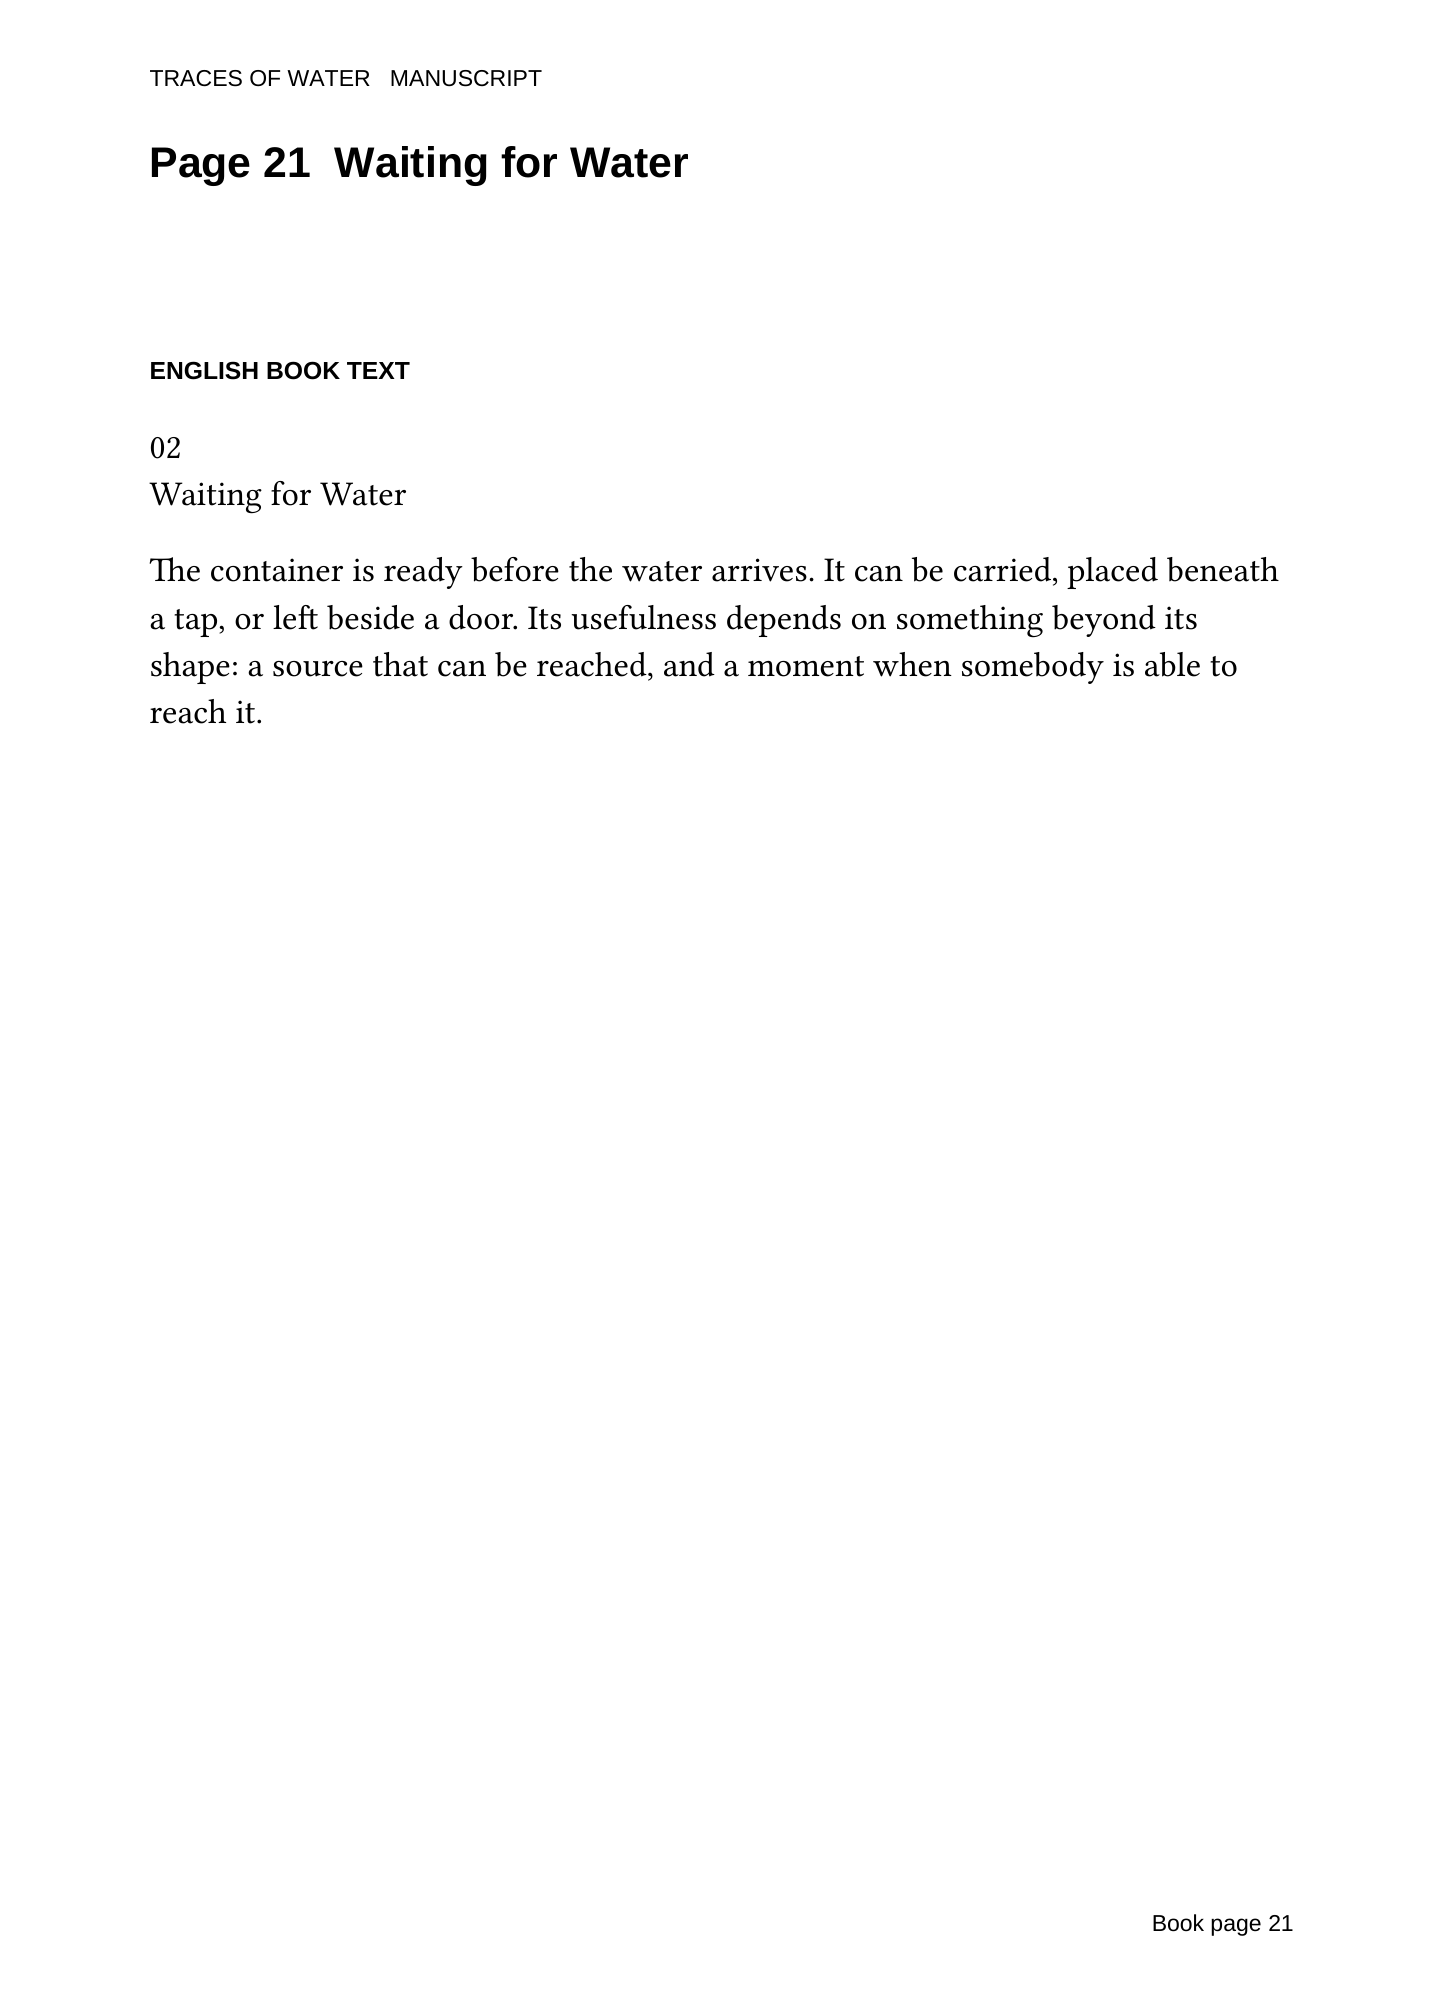 TRACES OF WATER   MANUSCRIPT
Page 21  Waiting for Water
ENGLISH BOOK TEXT
02
Waiting for Water
The container is ready before the water arrives. It can be carried, placed beneath
a tap, or left beside a door. Its usefulness depends on something beyond its
shape: a source that can be reached, and a moment when somebody is able to
reach it.
Book page 21